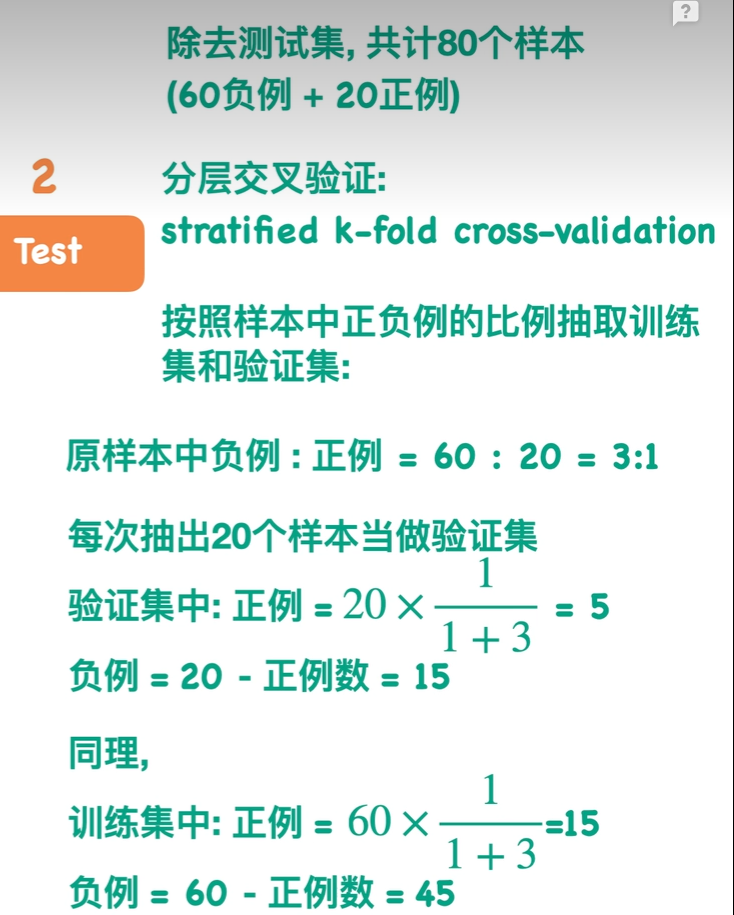 除去测试集, 共计80个样本
(60负例 + 20正例)
2
分层交叉验证:
Test
stratified k-fold cross-validation
按照样本中正负例的比例抽取训练
集和验证集:
原样本中负例 : 正例 = 60 : 20 = 3:1
每次抽出20个样本当做验证集
验证集中: 正例 = 20 × 1/(1 + 3) = 5
负例 = 20 - 正例数 = 15
同理,
训练集中: 正例 = 60 × 1/(1 + 3) =15
负例 = 60 - 正例数 = 45